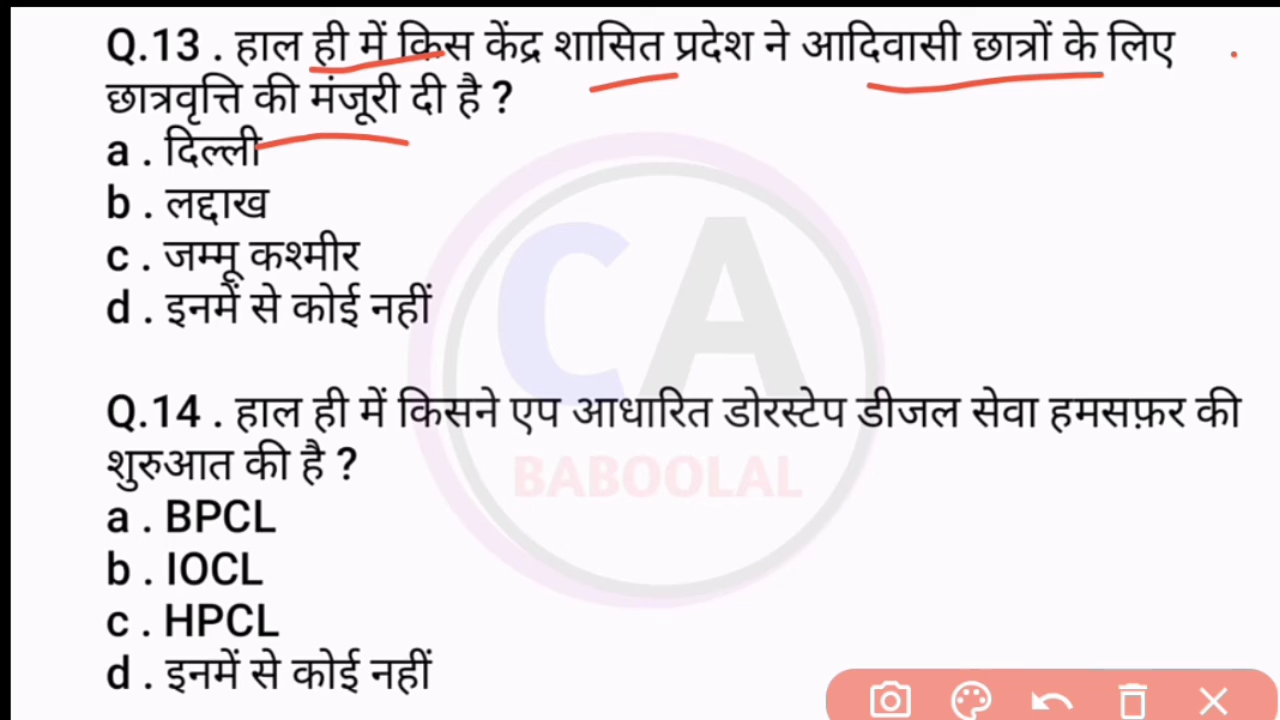 Q.13 . हाल ही में किस केंद्र शासित प्रदेश ने आदिवासी छात्रों के लिए
छात्रवृत्ति की मंजूरी दी है ?
a . दिल्ली
b . लद्दाख
c . जम्मू कश्मीर
d . इनमें से कोई नहीं
CA
Q.14 . हाल ही में किसने एप आधारित डोरस्टेप डीजल सेवा हमसफ़र की
शुरुआत की है ?
BABOOLAL
a . BPCL
b . IOCL
c . HPCL
d . इनमें से कोई नहीं